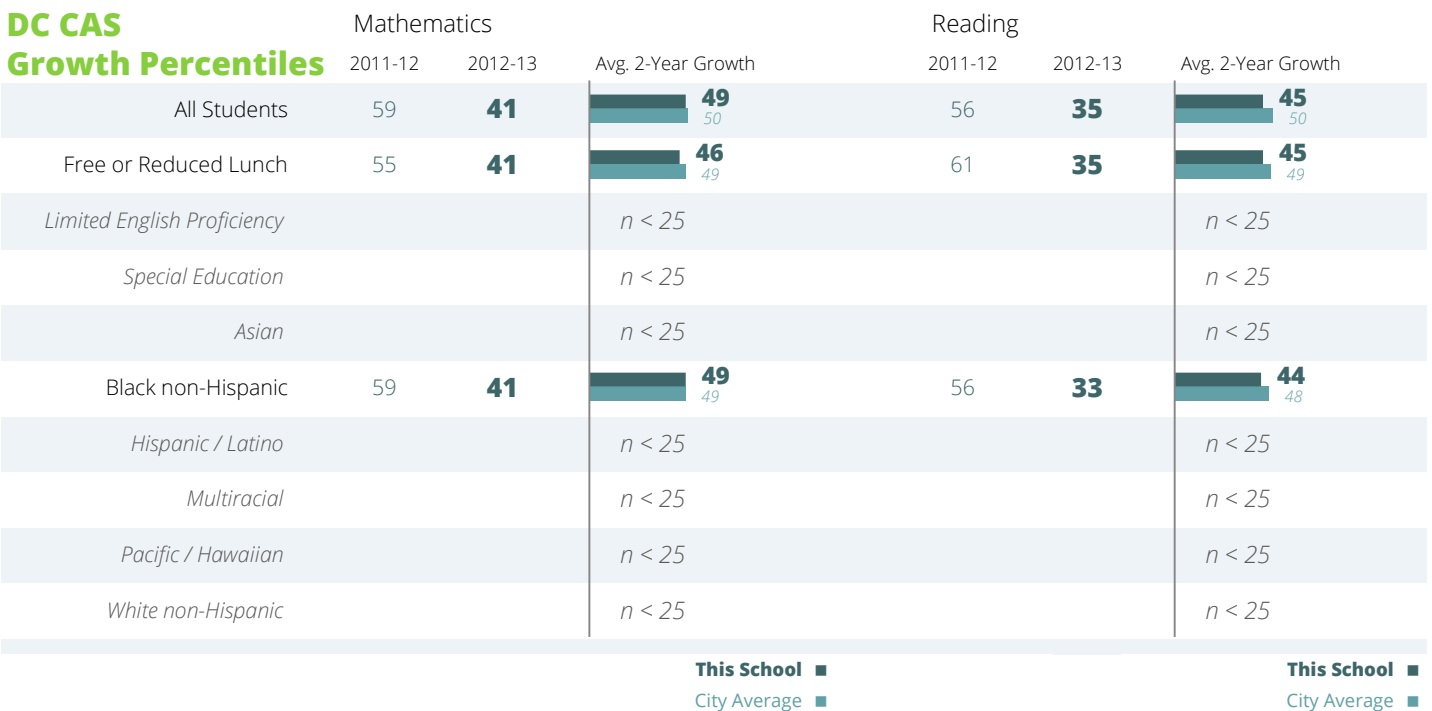 DC CAS
Growth Percentiles
Mathematics Reading
2011-12 2012-13 Avg. 2-Year Growth 2011-12 2012-13 Avg. 2-Year Growth
All Students 59 41 49 50 56 35 45 50
Free or Reduced Lunch 55 41 46 49 61 35 45 49
Limited English Proficiency n < 25 n < 25
Special Education n < 25 n < 25
Asian n < 25 n < 25
Black non-Hispanic 59 41 49 49 56 33 44 48
Hispanic / Latino n < 25 n < 25
Multiracial n < 25 n < 25
Pacific / Hawaiian n < 25 n < 25
White non-Hispanic n < 25 n < 25
This School This School
City Average City Average